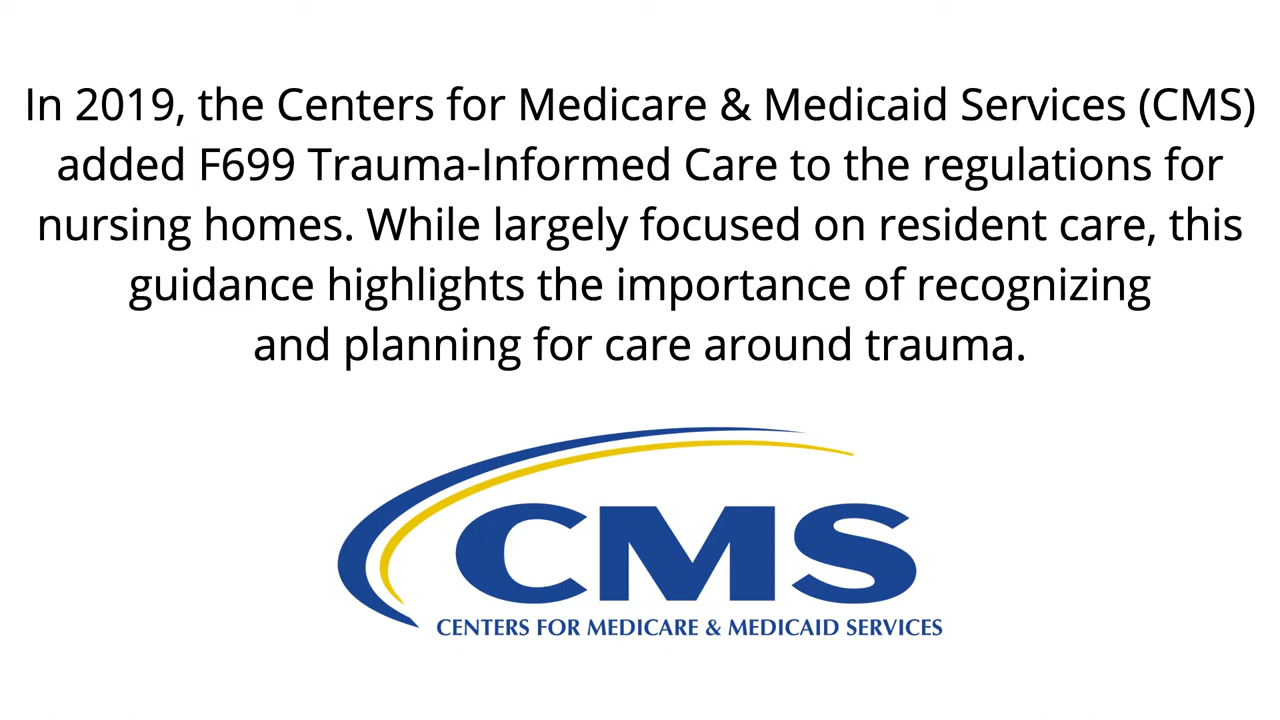 In 2019, the Centers for Medicare & Medicaid Services (CMS)
added F699 Trauma-Informed Care to the regulations for
nursing homes. While largely focused on resident care, this
guidance highlights the importance of recognizing
and planning for care around trauma.
CMS
CENTERS FOR MEDICARE & MEDICAID SERVICES